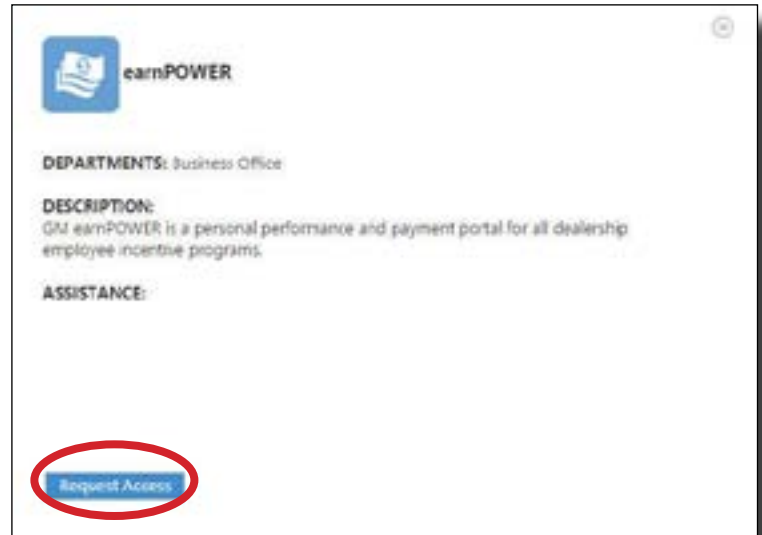 earnPOWER
DEPARTMENTS: Business Office
DESCRIPTION:
GM earnPOWER is a personal performance and payment portal for all dealership
employee incentive programs.
ASSISTANCE:
Request Access